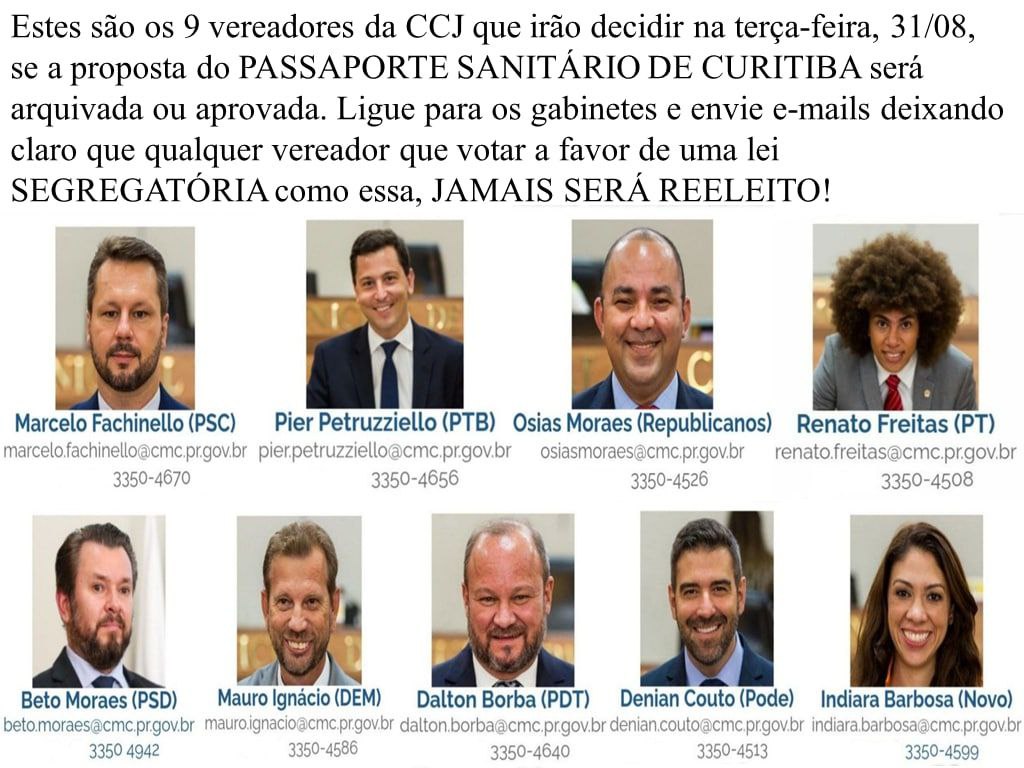 Estes são os 9 vereadores da CCJ que irão decidir na terça-feira, 31/08,
se a proposta do PASSAPORTE SANITÁRIO DE CURITIBA será
arquivada ou aprovada. Ligue para os gabinetes e envie e-mails deixando
claro que qualquer vereador que votar a favor de uma lei
SEGREGATÓRIA como essa, JAMAIS SERÁ REELEITO!
Marcelo Fachinello (PSC) Pier Petruzziello (PTB) Osias Moraes (Republicanos) Renato Freitas (PT)
marcelo.fachinello@cmc.pr.gov.br pier.petruzziello@cmc.pr.gov.br osiasmoraes@cmc.pr.gov.br renato.freitas@cmc.pr.gov.br
3350-4670 3350-4656 3350-4526 3350-4508
Beto Moraes (PSD) Mauro Ignácio (DEM) Dalton Borba (PDT) Denian Couto (Pode) Indiara Barbosa (Novo)
beto.moraes@cmc.pr.gov.br mauro.ignacio@cmc.pr.gov.br dalton.borba@cmc.pr.gov.br denian.couto@cmc.pr.gov.br indiara.barbosa@cmc.pr.gov.br
3350 4942 3350-4586 3350-4640 3350-4513 3350-4599